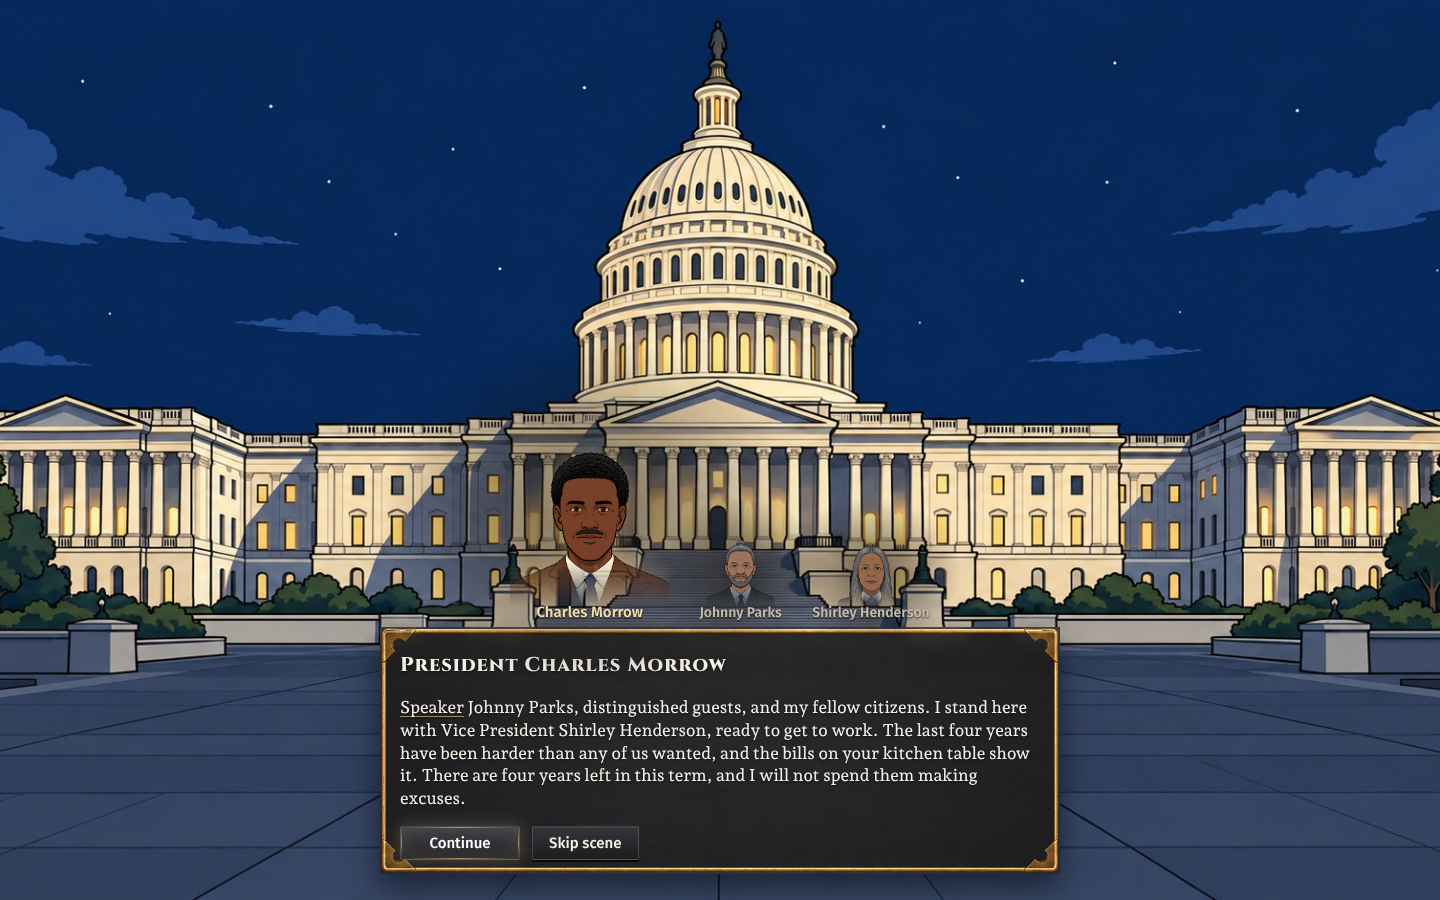 Charles Morrow
Johnny Parks
Shirley Henderson
President Charles Morrow
Speaker Johnny Parks, distinguished guests, and my fellow citizens. I stand here
with Vice President Shirley Henderson, ready to get to work. The last four years
have been harder than any of us wanted, and the bills on your kitchen table show
it. There are four years left in this term, and I will not spend them making
excuses.
Continue
Skip scene